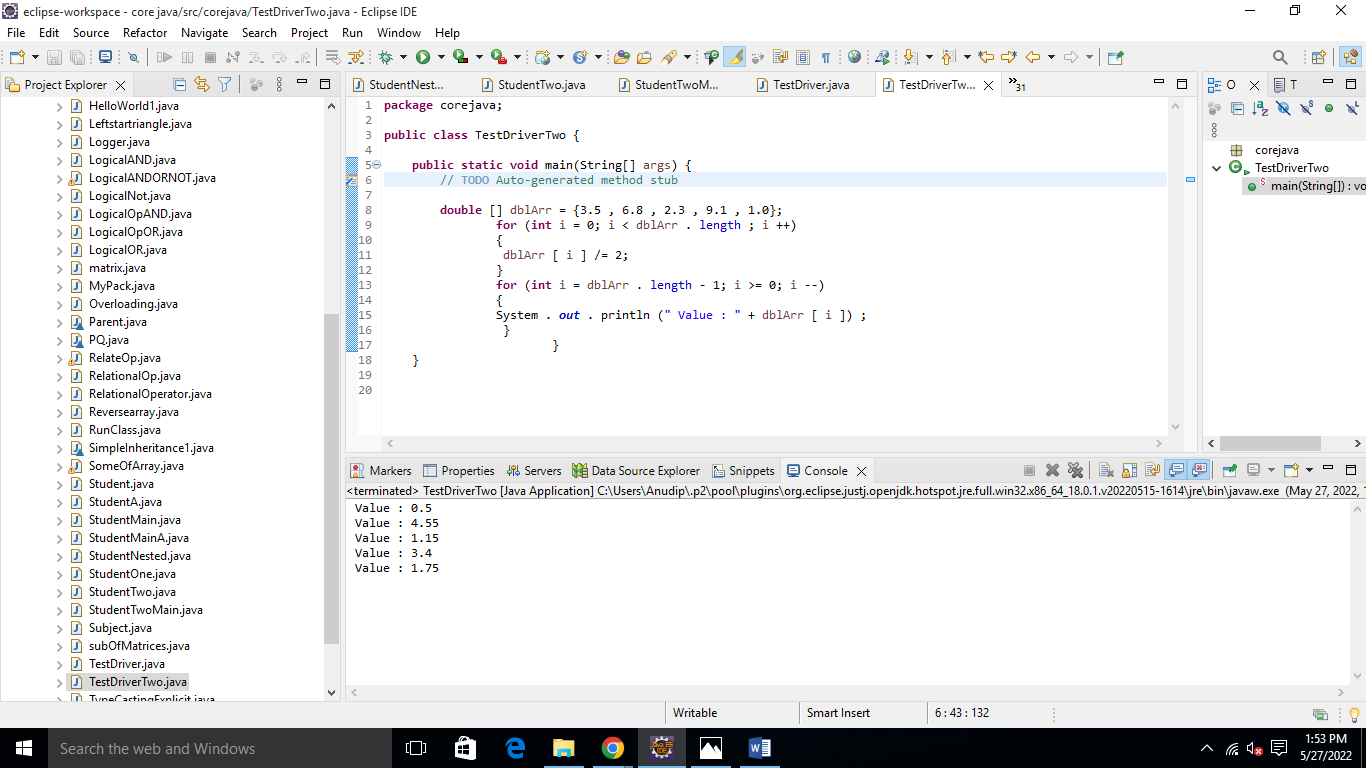 eclipse-workspace - core java/src/corejava/TestDriverTwo.java - Eclipse IDE
File Edit Source Refactor Navigate Search Project Run Window Help
Project Explorer
HelloWorld1.java
Leftstartriangle.java
Logger.java
LogicalAND.java
LogicalANDORNOT.java
LogicalNot.java
LogicalOpAND.java
LogicalOpOR.java
LogicalOR.java
matrix.java
MyPack.java
Overloading.java
Parent.java
PQ.java
RelateOp.java
RelationalOp.java
RelationalOperator.java
Reversearray.java
RunClass.java
SimpleInheritance1.java
SomeOfArray.java
Student.java
StudentA.java
StudentMain.java
StudentMainA.java
StudentNested.java
StudentOne.java
StudentTwo.java
StudentTwoMain.java
Subject.java
subOfMatrices.java
TestDriver.java
TestDriverTwo.java
TypeCastingExplicit.java
StudentNest... StudentTwo.java StudentTwoM... TestDriver.java TestDriverTw... 31
1 package corejava;
2
3 public class TestDriverTwo {
4
5 public static void main(String[] args) {
6 // TODO Auto-generated method stub
7
8 double [] dblArr = {3.5 , 6.8 , 2.3 , 9.1 , 1.0};
9 for (int i = 0; i < dblArr . length ; i ++)
10 {
11 dblArr [ i ] /= 2;
12 }
13 for (int i = dblArr . length - 1; i >= 0; i --)
14 {
15 System . out . println (" Value : " + dblArr [ i ]) ;
16 }
17 }
18 }
19
20
O T
corejava
TestDriverTwo
main(String[]) : vo
Markers Properties Servers Data Source Explorer Snippets Console
<terminated> TestDriverTwo [Java Application] C:\Users\Anudip\.p2\pool\plugins\org.eclipse.justj.openjdk.hotspot.jre.full.win32.x86_64_18.0.1.v20220515-1614\jre\bin\javaw.exe (May 27, 2022, 1
Value : 0.5
Value : 4.55
Value : 1.15
Value : 3.4
Value : 1.75
Writable Smart Insert 6 : 43 : 132
Search the web and Windows
1:53 PM
5/27/2022